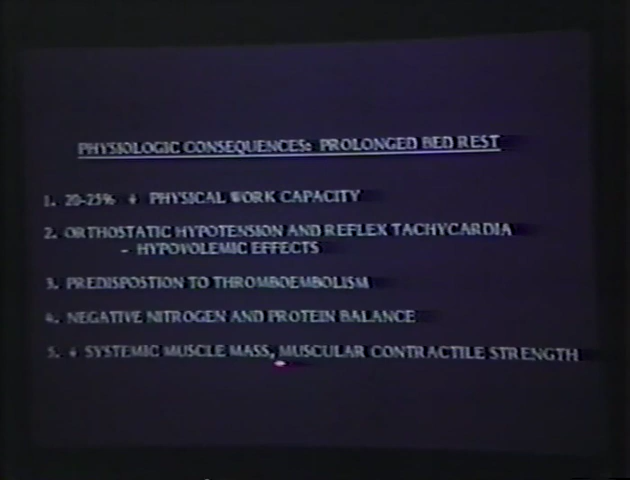 PHYSIOLOGIC CONSEQUENCES: PROLONGED BED REST
1. 20-25% ↓ PHYSICAL WORK CAPACITY
2. ORTHOSTATIC HYPOTENSION AND REFLEX TACHYCARDIA
- HYPOVOLEMIC EFFECTS
3. PREDISPOSTION TO THROMBOEMBOLISM
4. NEGATIVE NITROGEN AND PROTEIN BALANCE
5. ↓ SYSTEMIC MUSCLE MASS, MUSCULAR CONTRACTILE STRENGTH